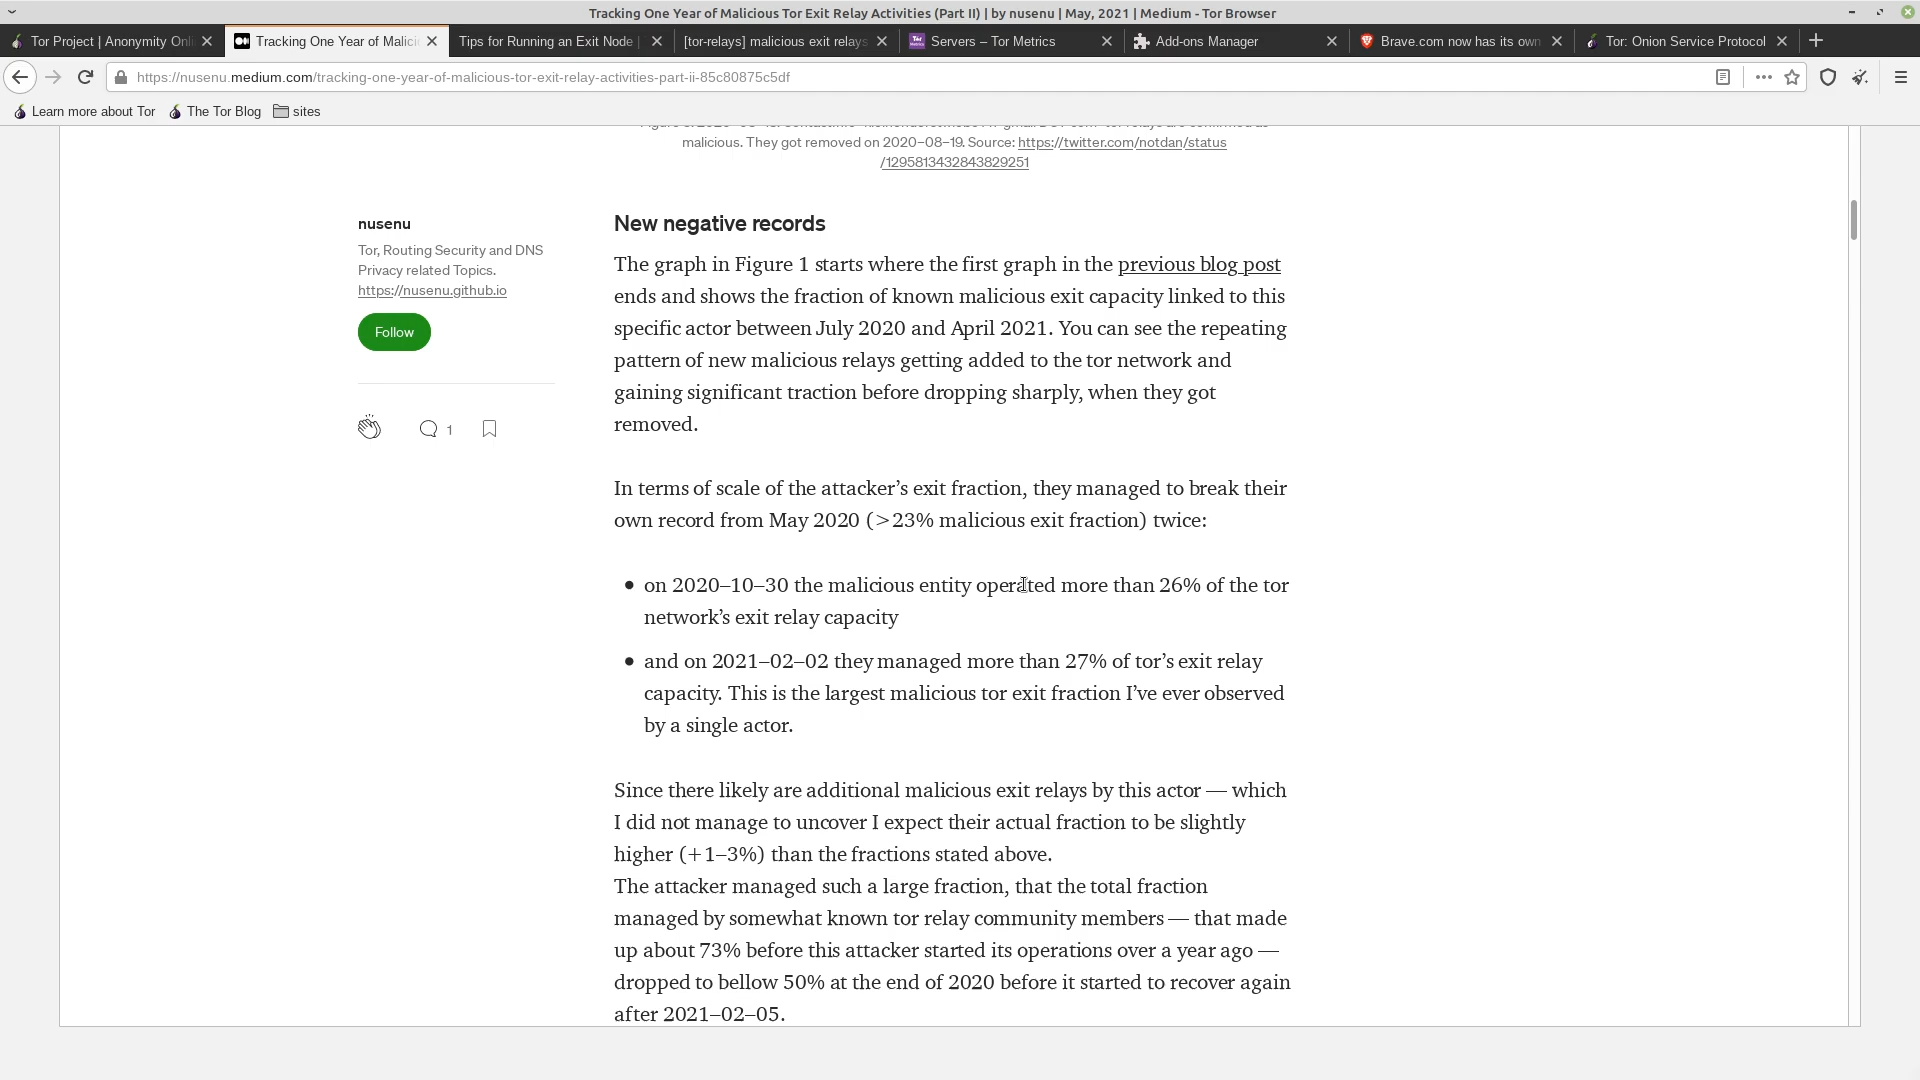 Tracking One Year of Malicious Tor Exit Relay Activities (Part II) | by nusenu | May, 2021 | Medium - Tor Browser
Tor Project | Anonymity Onli
Tracking One Year of Malici
Tips for Running an Exit Node |
[tor-relays] malicious exit relays
Servers – Tor Metrics
Add-ons Manager
Brave.com now has its own
Tor: Onion Service Protocol
https://nusenu.medium.com/tracking-one-year-of-malicious-tor-exit-relay-activities-part-ii-85c80875c5df
Learn more about Tor
The Tor Blog
sites
malicious. They got removed on 2020–08–19. Source: https://twitter.com/notdan/status
/1295813432843829251
nusenu
Tor, Routing Security and DNS
Privacy related Topics.
https://nusenu.github.io
Follow
1
New negative records
The graph in Figure 1 starts where the first graph in the previous blog post
ends and shows the fraction of known malicious exit capacity linked to this
specific actor between July 2020 and April 2021. You can see the repeating
pattern of new malicious relays getting added to the tor network and
gaining significant traction before dropping sharply, when they got
removed.
In terms of scale of the attacker’s exit fraction, they managed to break their
own record from May 2020 (>23% malicious exit fraction) twice:
● on 2020–10–30 the malicious entity operated more than 26% of the tor
network’s exit relay capacity
● and on 2021–02–02 they managed more than 27% of tor’s exit relay
capacity. This is the largest malicious tor exit fraction I’ve ever observed
by a single actor.
Since there likely are additional malicious exit relays by this actor — which
I did not manage to uncover I expect their actual fraction to be slightly
higher (+1–3%) than the fractions stated above.
The attacker managed such a large fraction, that the total fraction
managed by somewhat known tor relay community members — that made
up about 73% before this attacker started its operations over a year ago —
dropped to bellow 50% at the end of 2020 before it started to recover again
after 2021–02–05.